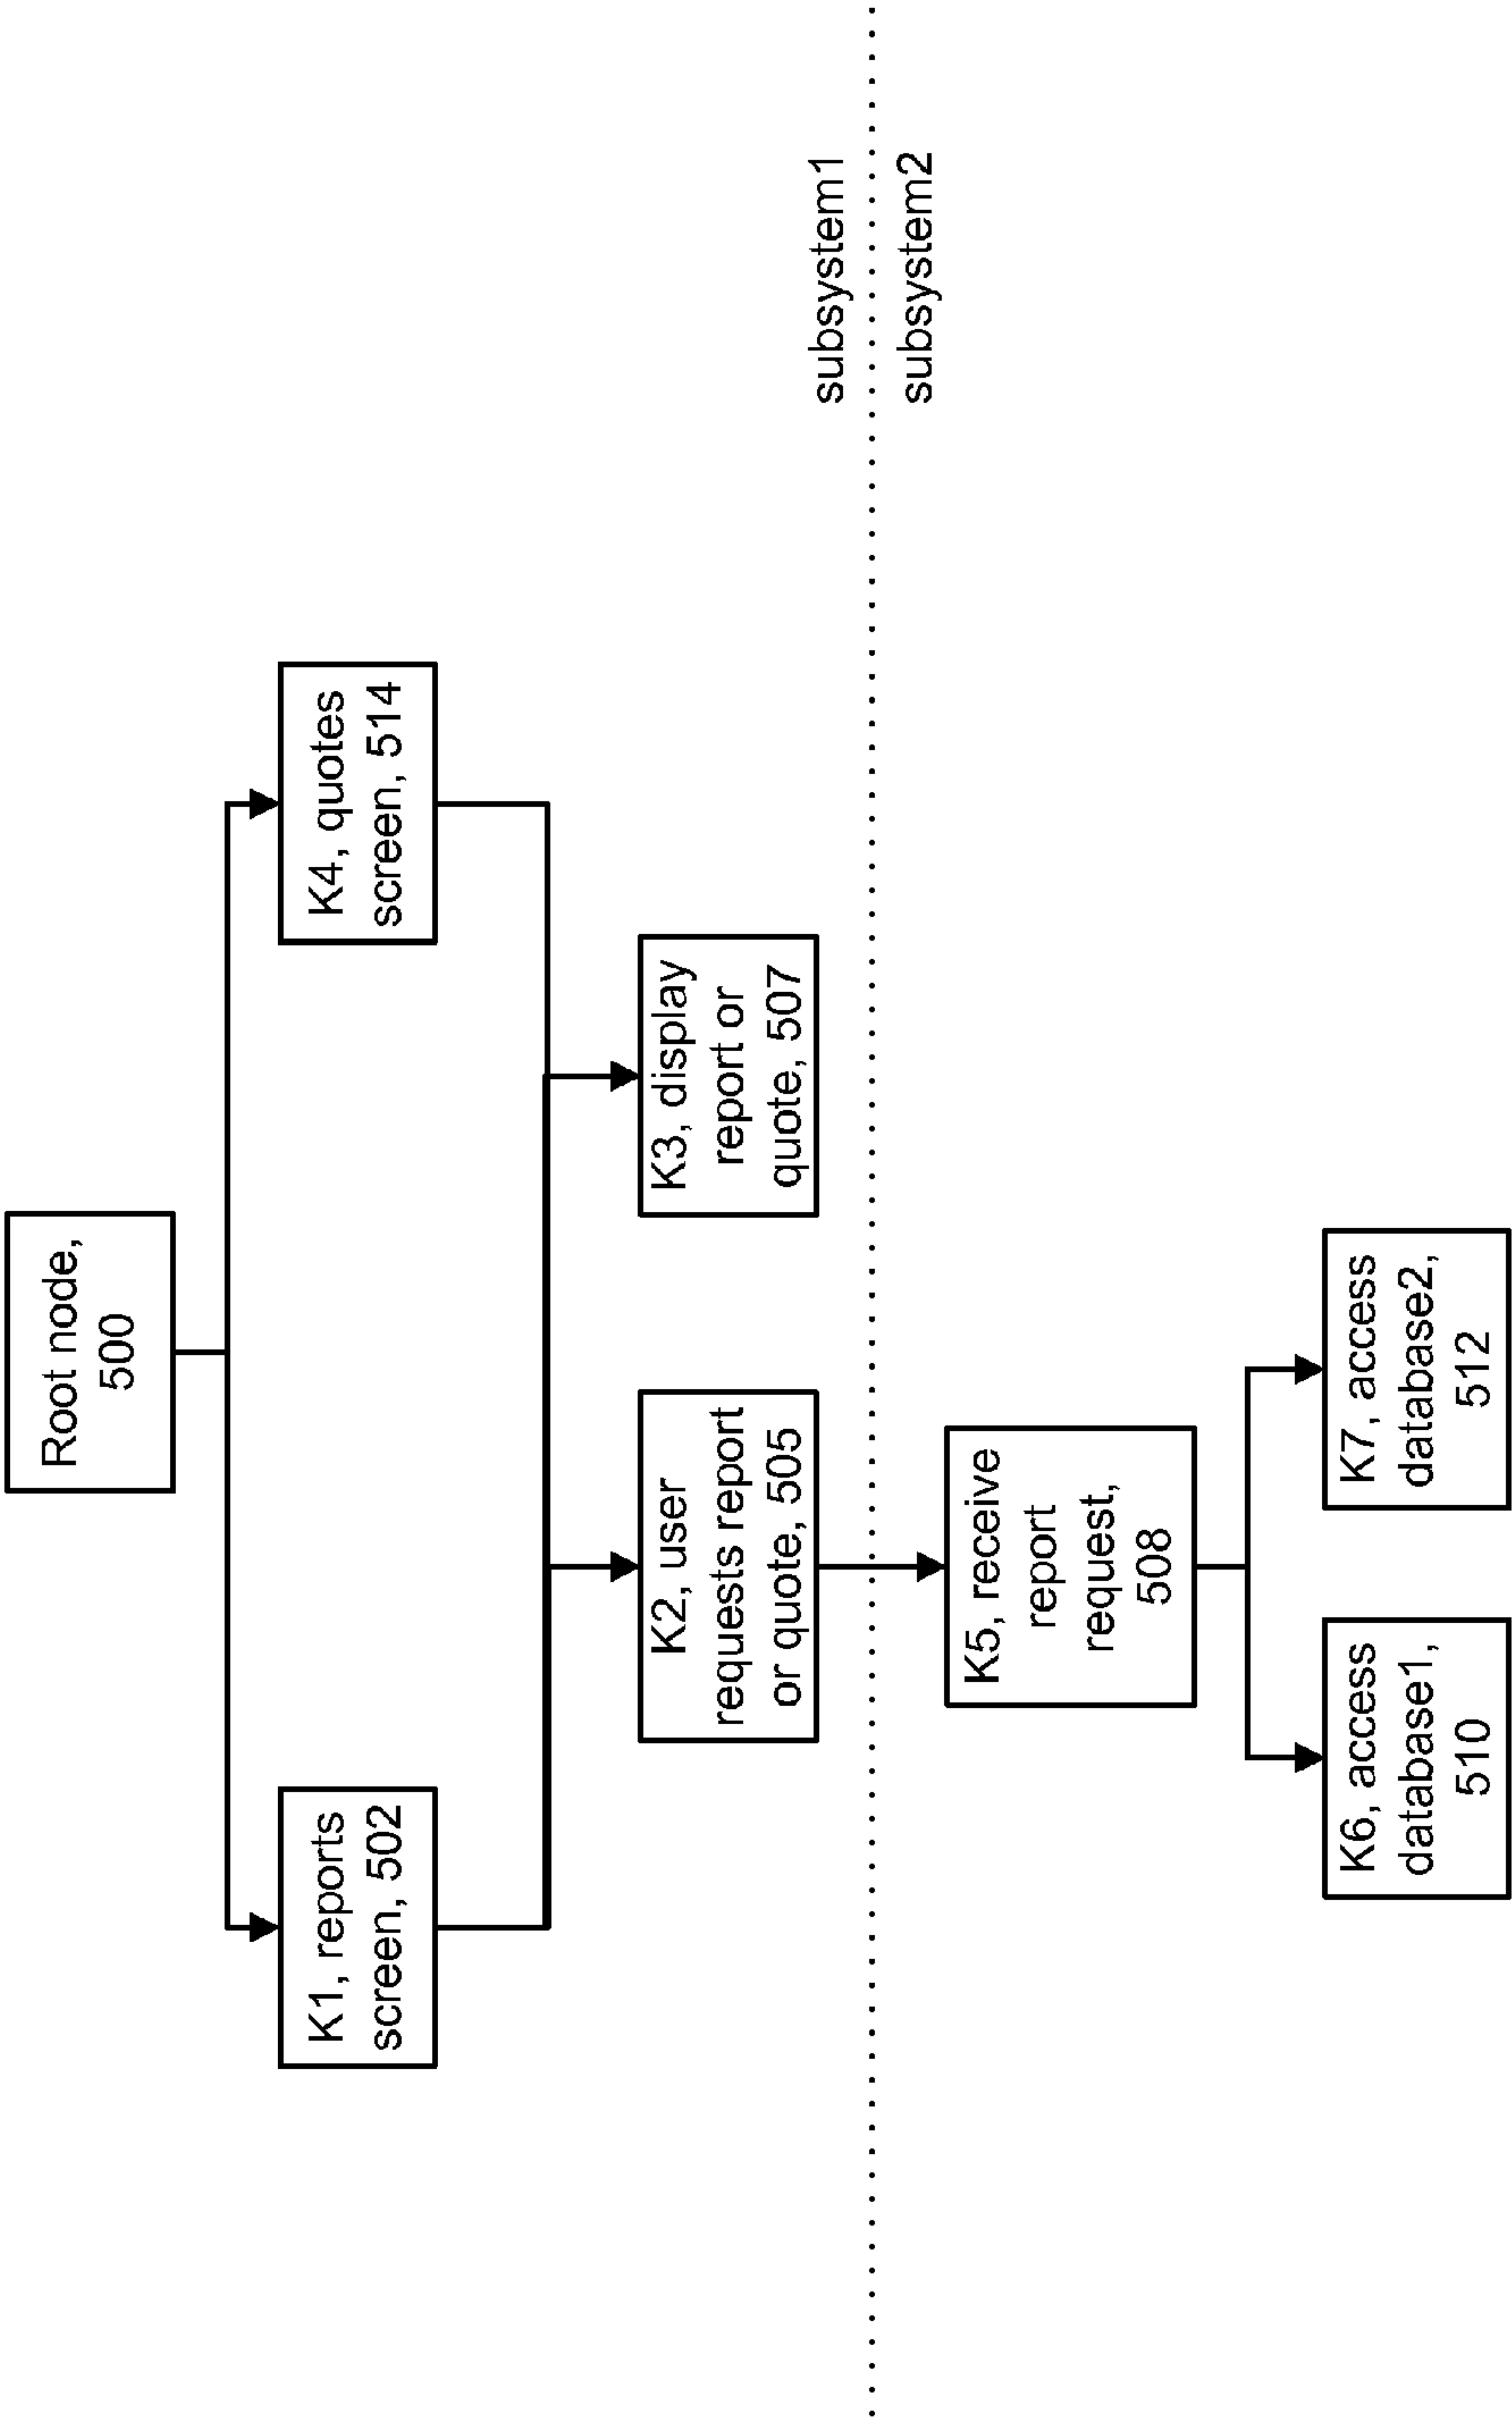 Root node,
500
K1, reports
screen, 502
K4, quotes
screen, 514
K2, user
requests report
or quote, 505
K3, display
report or
quote, 507
subsystem1
subsystem2
K5, receive
report
request,
508
K6, access
database1,
510
K7, access
database2,
512